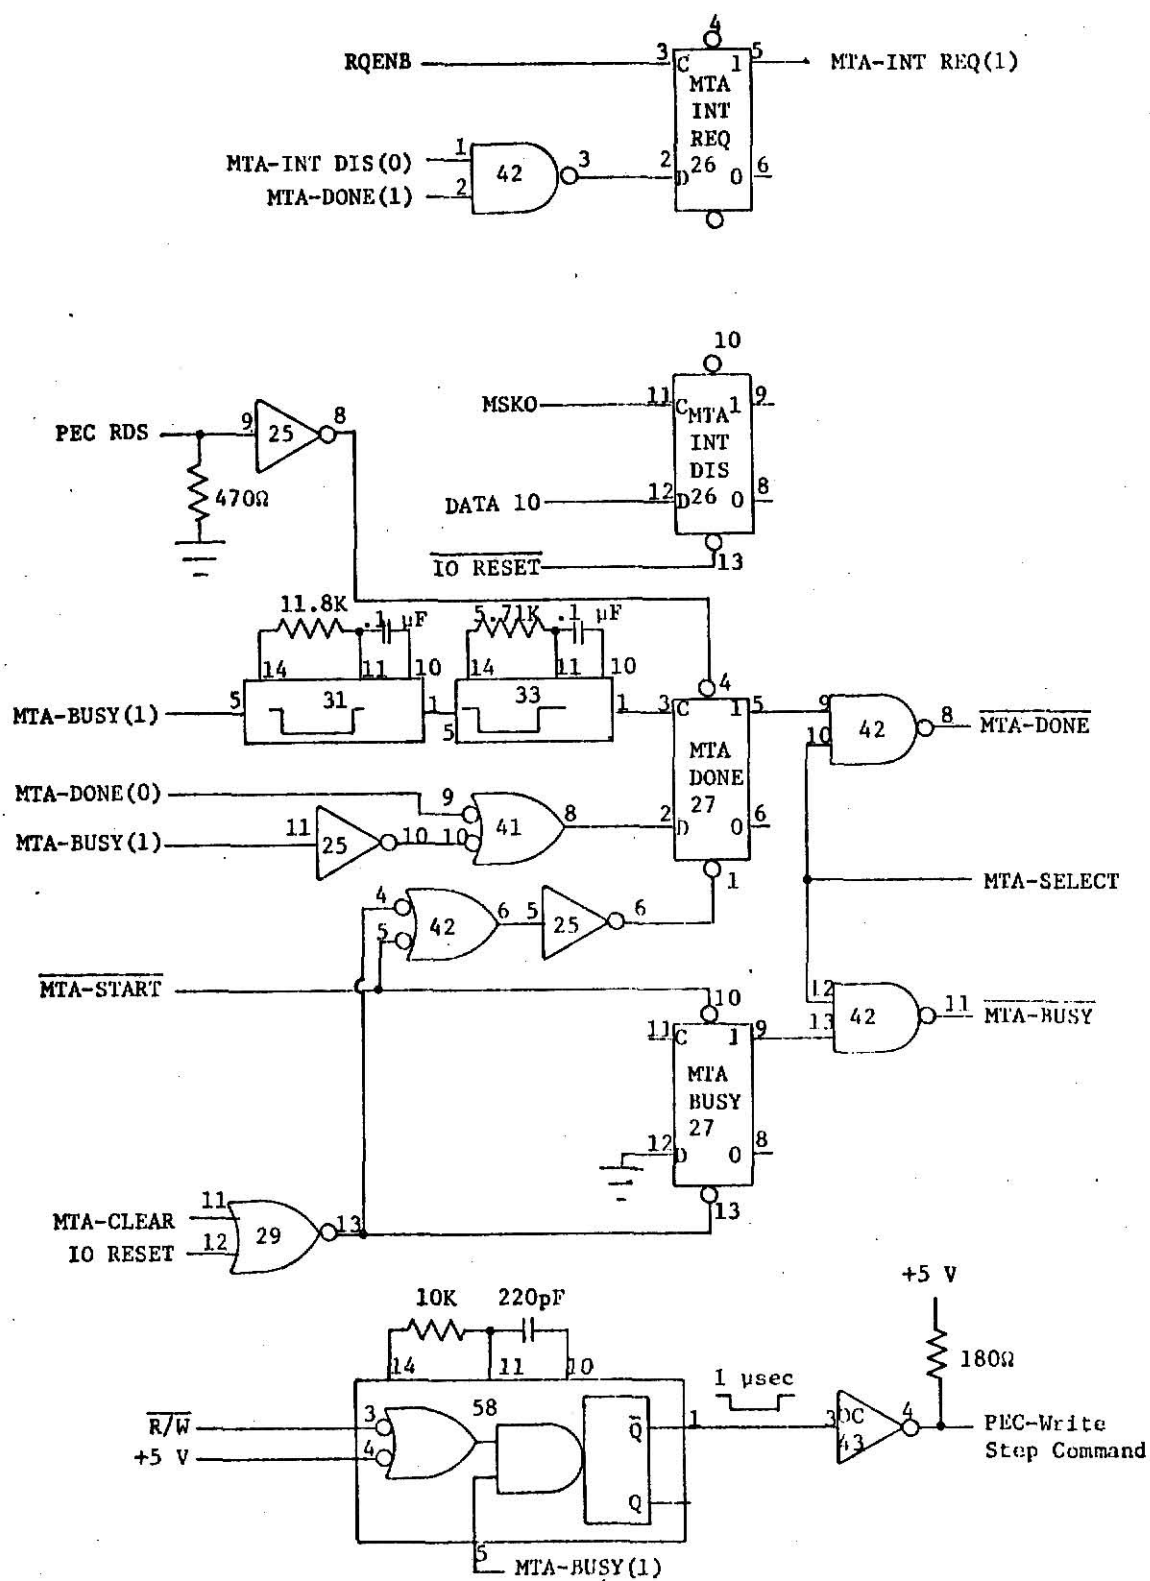 4
RQENB 3 C 1 5 MTA-INT REQ(1)
MTA
INT
REQ
MTA-INT DIS(0) 1 42 3 2 D 26 0 6
MTA-DONE(1) 2
10
MSKO 11 C 1 9
MTA
INT
DIS
PEC RDS 9 25 8
470Ω
DATA 10 12 D 26 0 8
IO RESET 13
11.8K .1 µF 5.71K .1 µF
14 11 10 14 11 10
4
MTA-BUSY(1) 5 31 1 5 33 1 3 C 1 5 9 42 8 MTA-DONE
10
MTA
DONE
27
MTA-DONE(0) 9 41 8 2 D 0 6
MTA-BUSY(1) 11 25 10 10
1
MTA-SELECT
4 42 6 5 25 6
5
MTA-START 10
12 42 11 MTA-BUSY
13
11 C 1 9
MTA
BUSY
27
12 D 0 8
13
MTA-CLEAR 11 29 13
IO RESET 12
+5 V
180Ω
10K 220pF
14 11 10
1 µsec
R/W 3 58 Q 1 3 OC 43 4 PEC-Write
Step Command
+5 V 4
Q
5 MTA-BUSY(1)